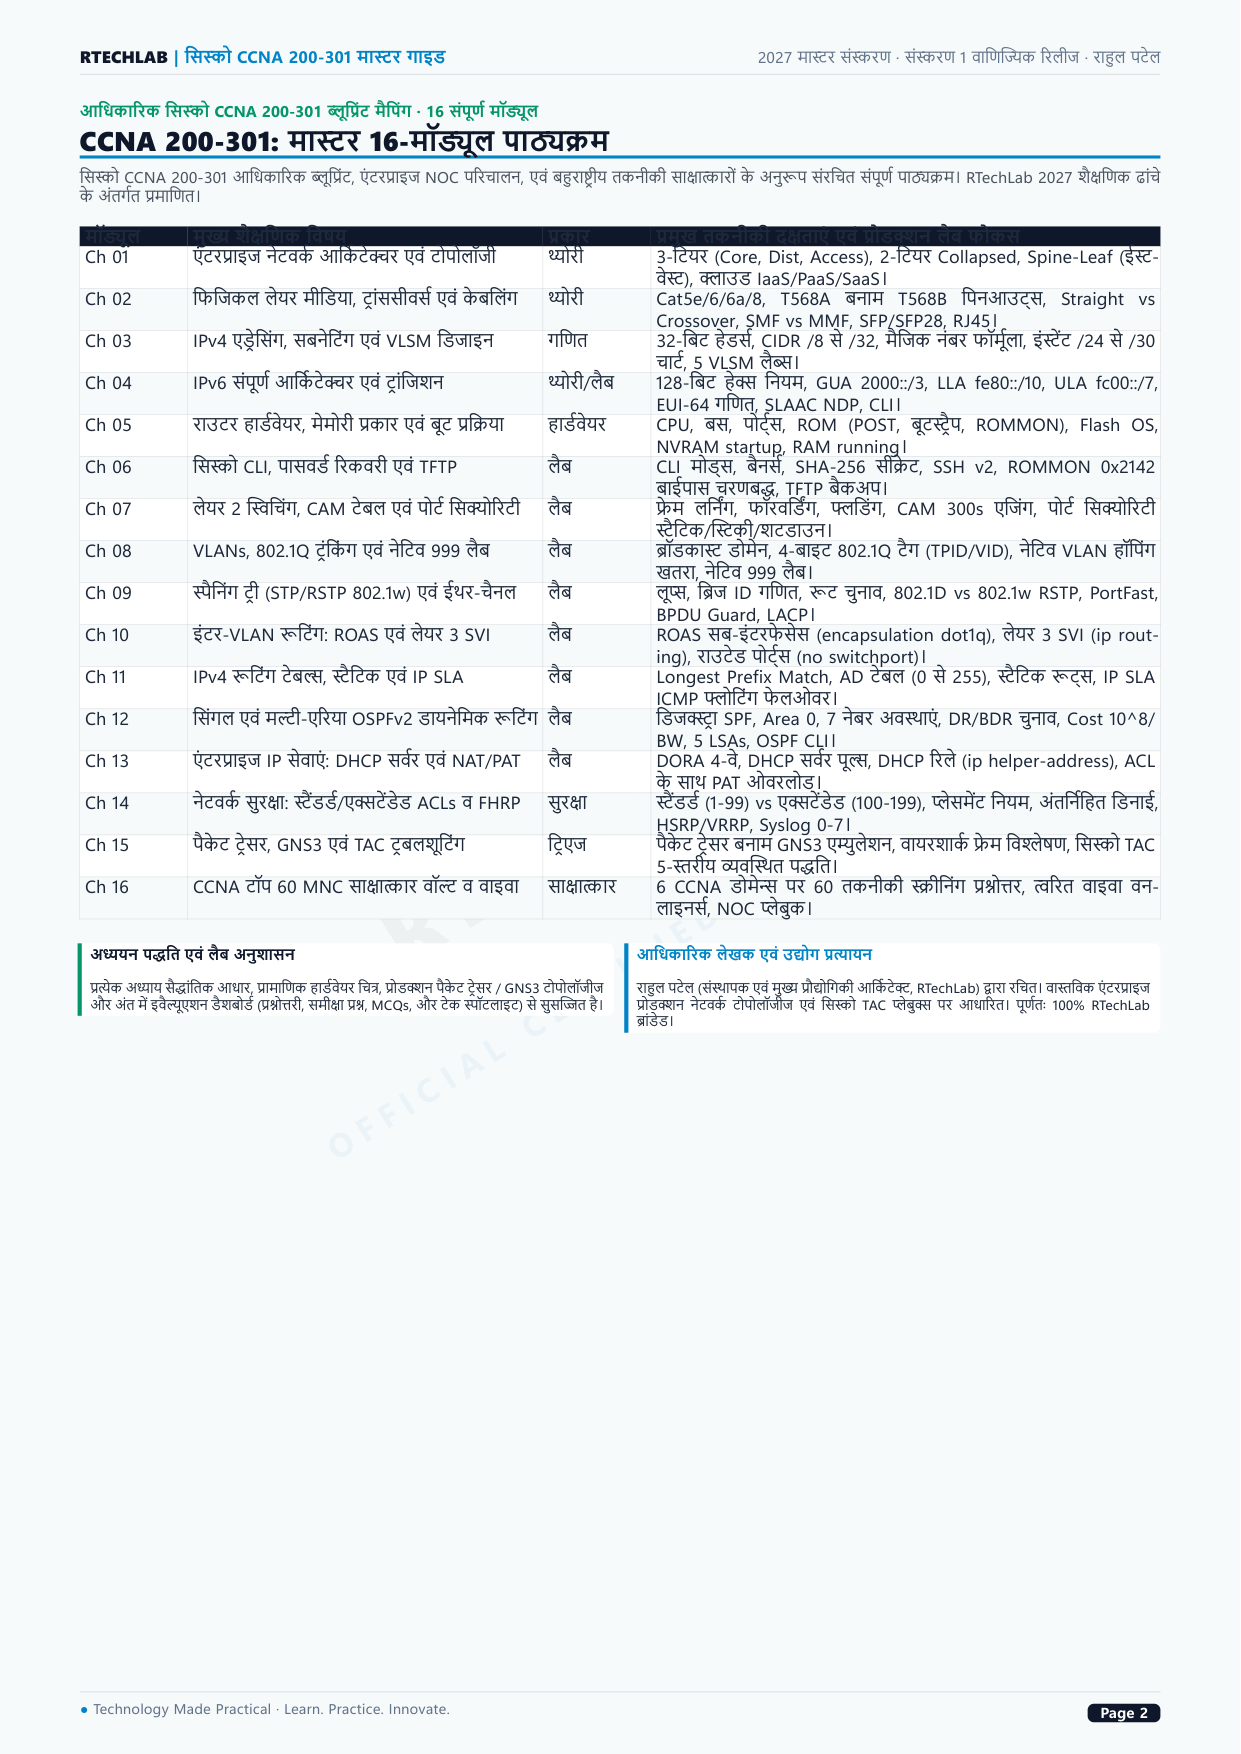 RTECHLAB | सिस्को CCNA 200-301 मास्टर गाइड
2027 मास्टर संस्करण · संस्करण 1 वाणिज्यिक रिलीज · राहुल पटेल
आधिकारिक सिस्को CCNA 200-301 ब्लूप्रिंट मैपिंग · 16 संपूर्ण मॉड्यूल
CCNA 200-301: मास्टर 16-मॉड्यूल पाठ्यक्रम
सिस्को CCNA 200-301 आधिकारिक ब्लूप्रिंट, एंटरप्राइज NOC परिचालन, एवं बहुराष्ट्रीय तकनीकी साक्षात्कारों के अनुरूप संरचित संपूर्ण पाठ्यक्रम। RTechLab 2027 शैक्षणिक ढांचे
के अंतर्गत प्रमाणित।
मॉड्यूल मुख्य शैक्षणिक विषय प्रकार प्रमुख तकनीकी दक्षताएं एवं प्रोडक्शन लैब फोकस
Ch 01 एंटरप्राइज नेटवर्क आर्किटेक्चर एवं टोपोलॉजी थ्योरी 3-टियर (Core, Dist, Access), 2-टियर Collapsed, Spine-Leaf (ईस्ट-
वेस्ट), क्लाउड IaaS/PaaS/SaaS।
Ch 02 फिजिकल लेयर मीडिया, ट्रांससीवर्स एवं केबलिंग थ्योरी Cat5e/6/6a/8, T568A बनाम T568B पिनआउट्स, Straight vs
Crossover, SMF vs MMF, SFP/SFP28, RJ45।
Ch 03 IPv4 एड्रेसिंग, सबनेटिंग एवं VLSM डिजाइन गणित 32-बिट हेडर्स, CIDR /8 से /32, मैजिक नंबर फॉर्मूला, इंस्टेंट /24 से /30
चार्ट, 5 VLSM लैब्स।
Ch 04 IPv6 संपूर्ण आर्किटेक्चर एवं ट्रांजिशन थ्योरी/लैब 128-बिट हेक्स नियम, GUA 2000::/3, LLA fe80::/10, ULA fc00::/7,
EUI-64 गणित, SLAAC NDP, CLI।
Ch 05 राउटर हार्डवेयर, मेमोरी प्रकार एवं बूट प्रक्रिया हार्डवेयर CPU, बस, पोर्ट्स, ROM (POST, बूटस्ट्रैप, ROMMON), Flash OS,
NVRAM startup, RAM running।
Ch 06 सिस्को CLI, पासवर्ड रिकवरी एवं TFTP लैब CLI मोड्स, बैनर्स, SHA-256 सीक्रेट, SSH v2, ROMMON 0x2142
बाईपास चरणबद्ध, TFTP बैकअप।
Ch 07 लेयर 2 स्विचिंग, CAM टेबल एवं पोर्ट सिक्योरिटी लैब फ्रेम लर्निंग, फॉरवर्डिंग, फ्लडिंग, CAM 300s एजिंग, पोर्ट सिक्योरिटी
स्टैटिक/स्टिकी/शटडाउन।
Ch 08 VLANs, 802.1Q ट्रंकिंग एवं नेटिव 999 लैब लैब ब्रॉडकास्ट डोमेन, 4-बाइट 802.1Q टैग (TPID/VID), नेटिव VLAN हॉपिंग
खतरा, नेटिव 999 लैब।
Ch 09 स्पैनिंग ट्री (STP/RSTP 802.1w) एवं ईथर-चैनल लैब लूप्स, ब्रिज ID गणित, रूट चुनाव, 802.1D vs 802.1w RSTP, PortFast,
BPDU Guard, LACP।
Ch 10 इंटर-VLAN रूटिंग: ROAS एवं लेयर 3 SVI लैब ROAS सब-इंटरफेसेस (encapsulation dot1q), लेयर 3 SVI (ip rout-
ing), राउटेड पोर्ट्स (no switchport)।
Ch 11 IPv4 रूटिंग टेबल्स, स्टैटिक एवं IP SLA लैब Longest Prefix Match, AD टेबल (0 से 255), स्टैटिक रूट्स, IP SLA
ICMP फ्लोटिंग फेलओवर।
Ch 12 सिंगल एवं मल्टी-एरिया OSPFv2 डायनेमिक रूटिंग लैब डिजक्स्ट्रा SPF, Area 0, 7 नेबर अवस्थाएं, DR/BDR चुनाव, Cost 10^8/
BW, 5 LSAs, OSPF CLI।
Ch 13 एंटरप्राइज IP सेवाएं: DHCP सर्वर एवं NAT/PAT लैब DORA 4-वे, DHCP सर्वर पूल्स, DHCP रिले (ip helper-address), ACL
के साथ PAT ओवरलोड।
Ch 14 नेटवर्क सुरक्षा: स्टैंडर्ड/एक्सटेंडेड ACLs व FHRP सुरक्षा स्टैंडर्ड (1-99) vs एक्सटेंडेड (100-199), प्लेसमेंट नियम, अंतर्निहित डिनाई,
HSRP/VRRP, Syslog 0-7।
Ch 15 पैकेट ट्रेसर, GNS3 एवं TAC ट्रबलशूटिंग ट्रिएज पैकेट ट्रेसर बनाम GNS3 एम्युलेशन, वायरशार्क फ्रेम विश्लेषण, सिस्को TAC
5-स्तरीय व्यवस्थित पद्धति।
Ch 16 CCNA टॉप 60 MNC साक्षात्कार वॉल्ट व वाइवा साक्षात्कार 6 CCNA डोमेन्स पर 60 तकनीकी स्क्रीनिंग प्रश्नोत्तर, त्वरित वाइवा वन-
लाइनर्स, NOC प्लेबुक।
अध्ययन पद्धति एवं लैब अनुशासन
प्रत्येक अध्याय सैद्धांतिक आधार, प्रामाणिक हार्डवेयर चित्र, प्रोडक्शन पैकेट ट्रेसर / GNS3 टोपोलॉजीज
और अंत में इवैल्यूएशन डैशबोर्ड (प्रश्नोत्तरी, समीक्षा प्रश्न, MCQs, और टेक स्पॉटलाइट) से सुसज्जित है।
आधिकारिक लेखक एवं उद्योग प्रत्यायन
राहुल पटेल (संस्थापक एवं मुख्य प्रौद्योगिकी आर्किटेक्ट, RTechLab) द्वारा रचित। वास्तविक एंटरप्राइज
प्रोडक्शन नेटवर्क टोपोलॉजीज एवं सिस्को TAC प्लेबुक्स पर आधारित। पूर्णतः 100% RTechLab
ब्रांडेड।
OFFICIAL
● Technology Made Practical · Learn. Practice. Innovate.
Page 2